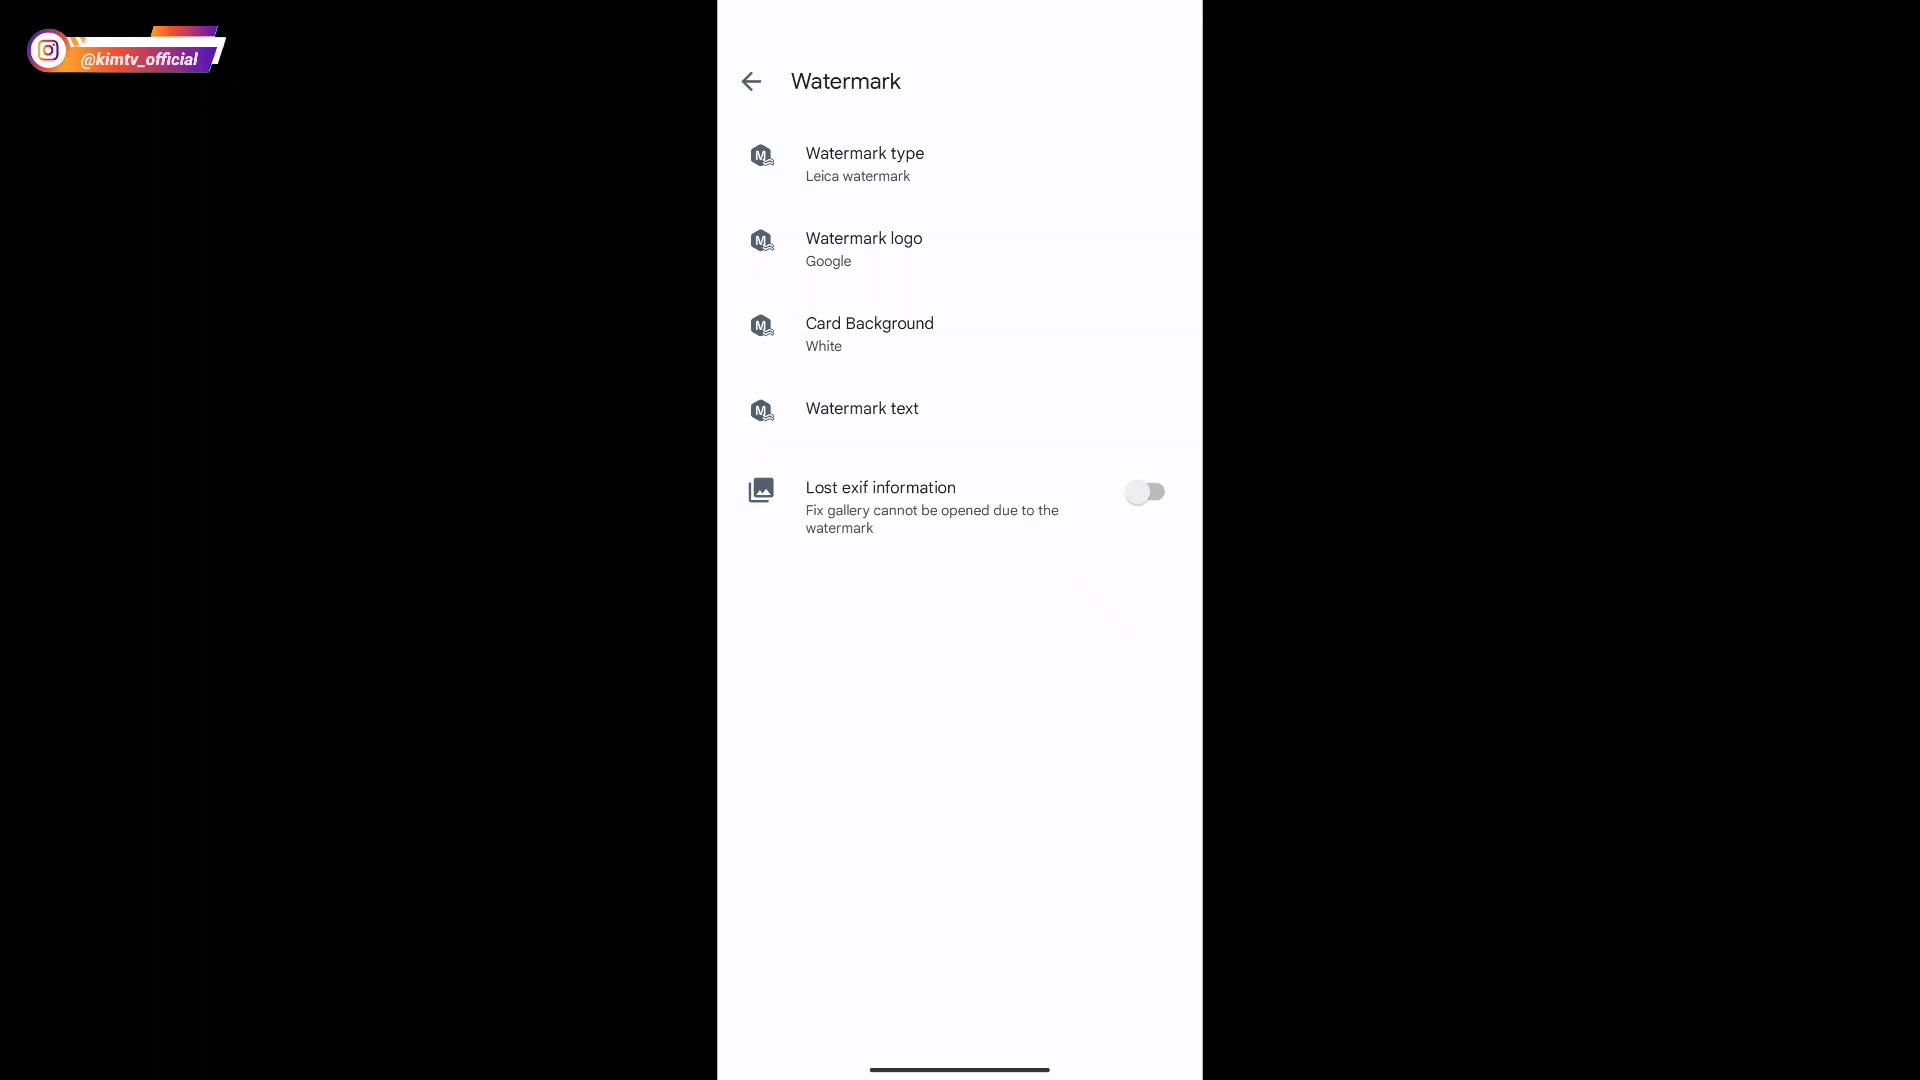 @kimtv_official
Watermark
Watermark type
Leica watermark
Watermark logo
Google
Card Background
White
Watermark text
Lost exif information
Fix gallery cannot be opened due to the
watermark